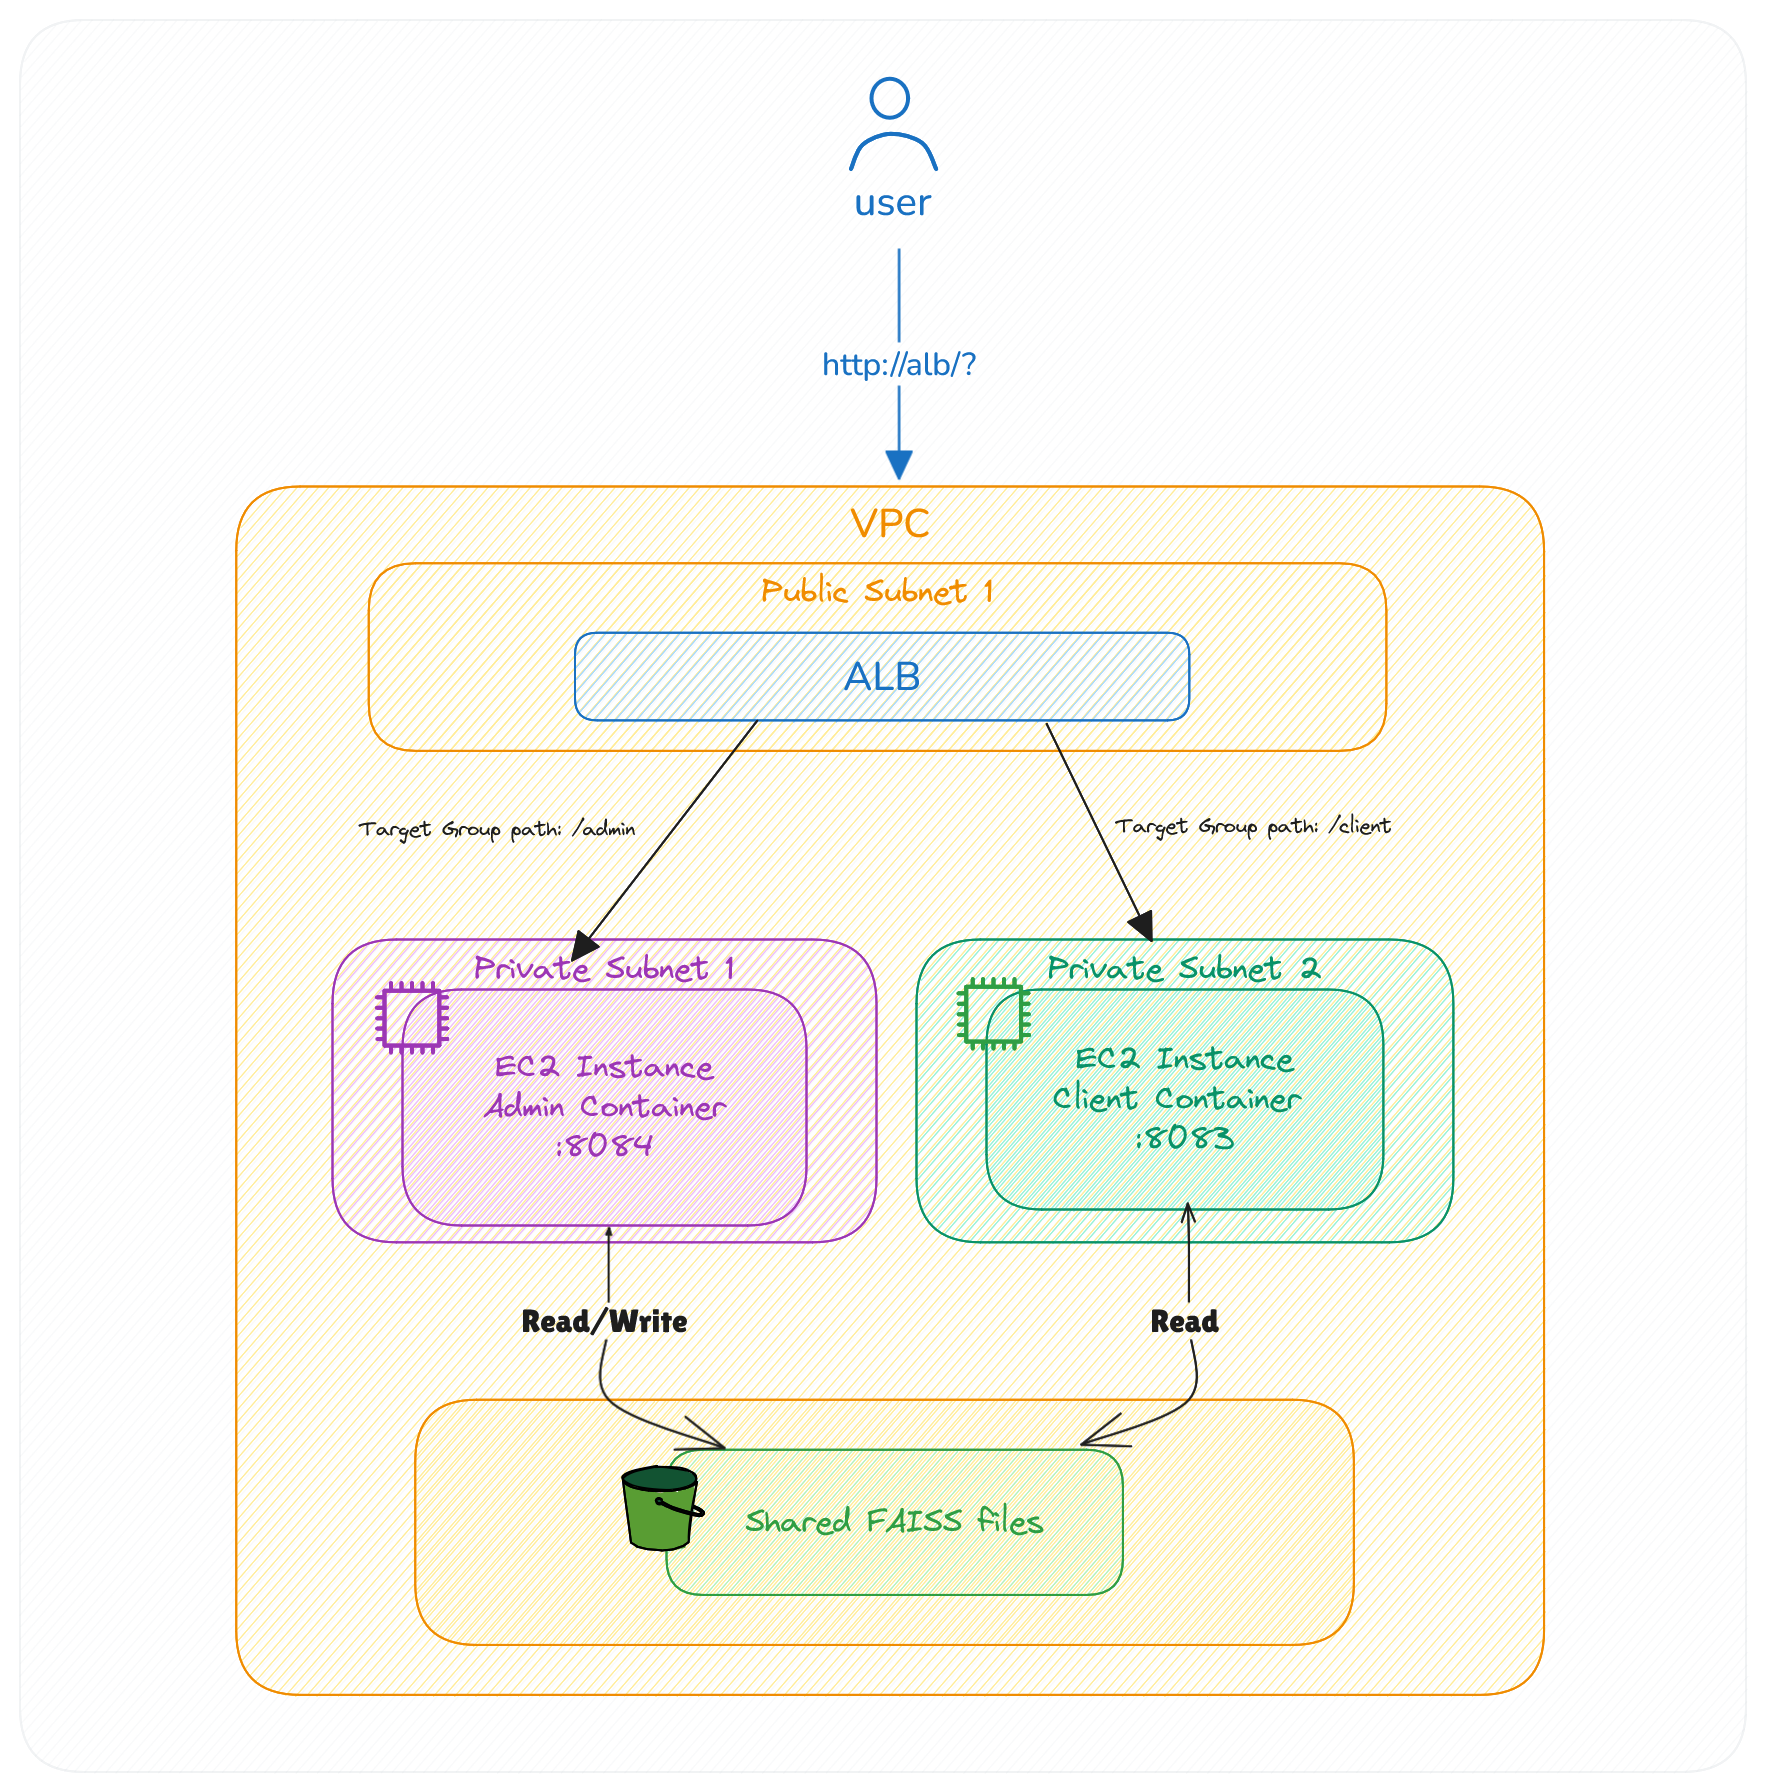 user
http://alb/?
VPC
Public Subnet 1
ALB
Target Group path: /admin
Target Group path: /client
Private Subnet 1
EC2 Instance
Admin Container
:8084
Private Subnet 2
EC2 Instance
Client Container
:8083
Read/Write
Read
Shared FAISS files